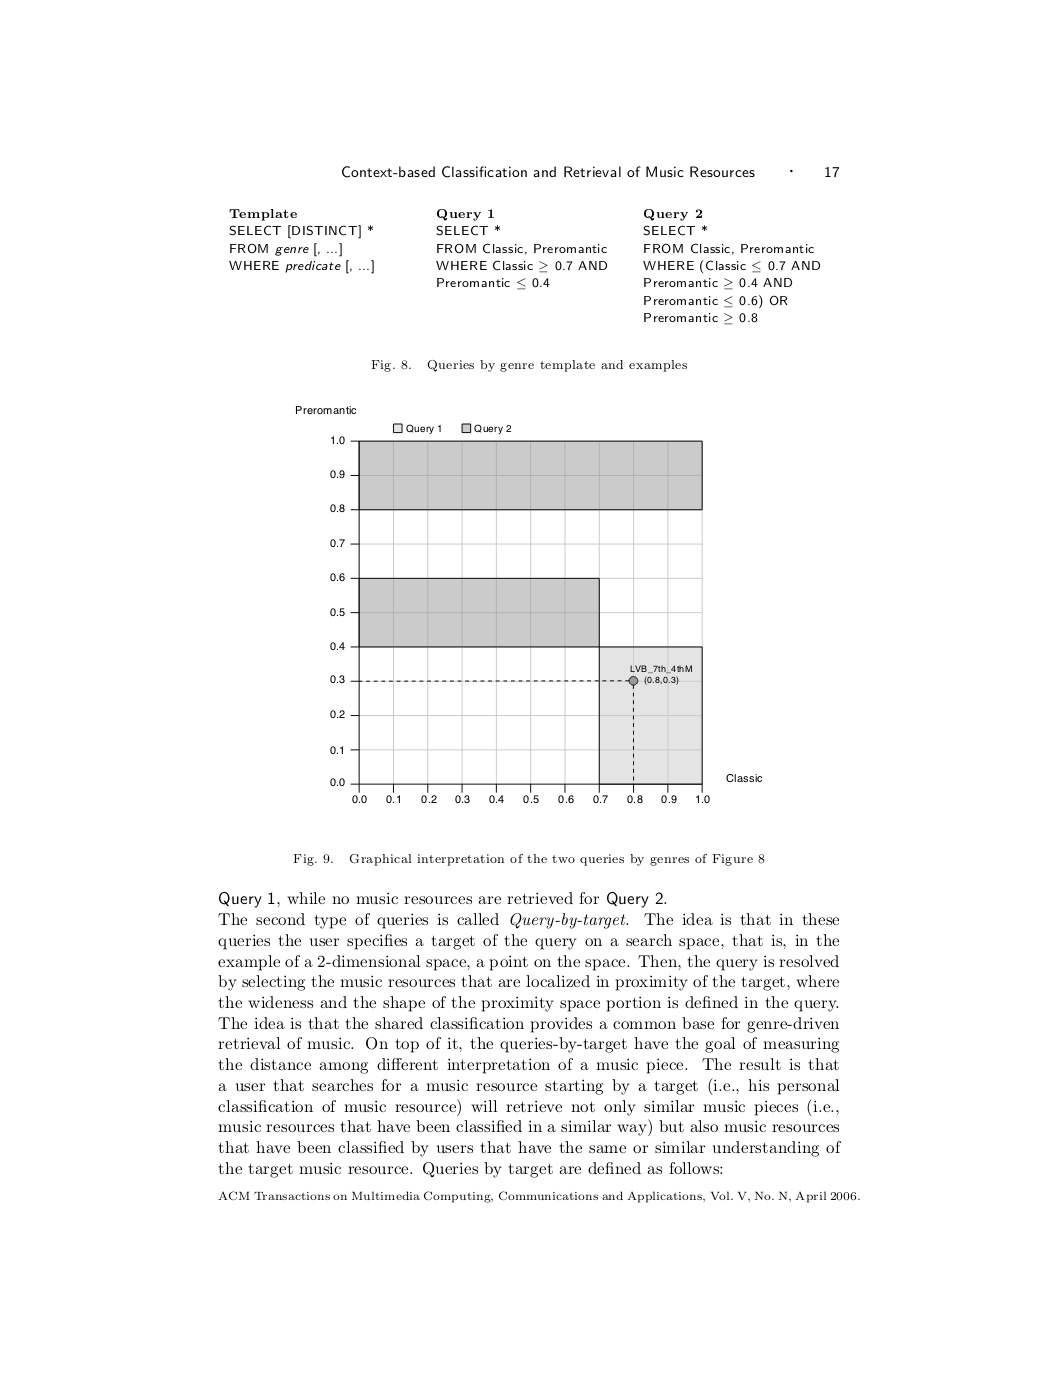 Context-based Classification and Retrieval of Music Resources · 17
Template
SELECT [DISTINCT] *
FROM genre [, ...]
WHERE predicate [, ...]
Query 1
SELECT *
FROM Classic, Preromantic
WHERE Classic ≥ 0.7 AND
Preromantic ≤ 0.4
Query 2
SELECT *
FROM Classic, Preromantic
WHERE (Classic ≤ 0.7 AND
Preromantic ≥ 0.4 AND
Preromantic ≤ 0.6) OR
Preromantic ≥ 0.8
Fig. 8. Queries by genre template and examples
Preromantic
Query 1 Query 2
1.0
0.9
0.8
0.7
0.6
0.5
0.4
LVB_7th_4thM
0.3 (0.8,0.3)
0.2
0.1
0.0
Classic
0.0 0.1 0.2 0.3 0.4 0.5 0.6 0.7 0.8 0.9 1.0
Fig. 9. Graphical interpretation of the two queries by genres of Figure 8
Query 1, while no music resources are retrieved for Query 2.
The second type of queries is called Query-by-target. The idea is that in these
queries the user specifies a target of the query on a search space, that is, in the
example of a 2-dimensional space, a point on the space. Then, the query is resolved
by selecting the music resources that are localized in proximity of the target, where
the wideness and the shape of the proximity space portion is defined in the query.
The idea is that the shared classification provides a common base for genre-driven
retrieval of music. On top of it, the queries-by-target have the goal of measuring
the distance among different interpretation of a music piece. The result is that
a user that searches for a music resource starting by a target (i.e., his personal
classification of music resource) will retrieve not only similar music pieces (i.e.,
music resources that have been classified in a similar way) but also music resources
that have been classified by users that have the same or similar understanding of
the target music resource. Queries by target are defined as follows:
ACM Transactions on Multimedia Computing, Communications and Applications, Vol. V, No. N, April 2006.